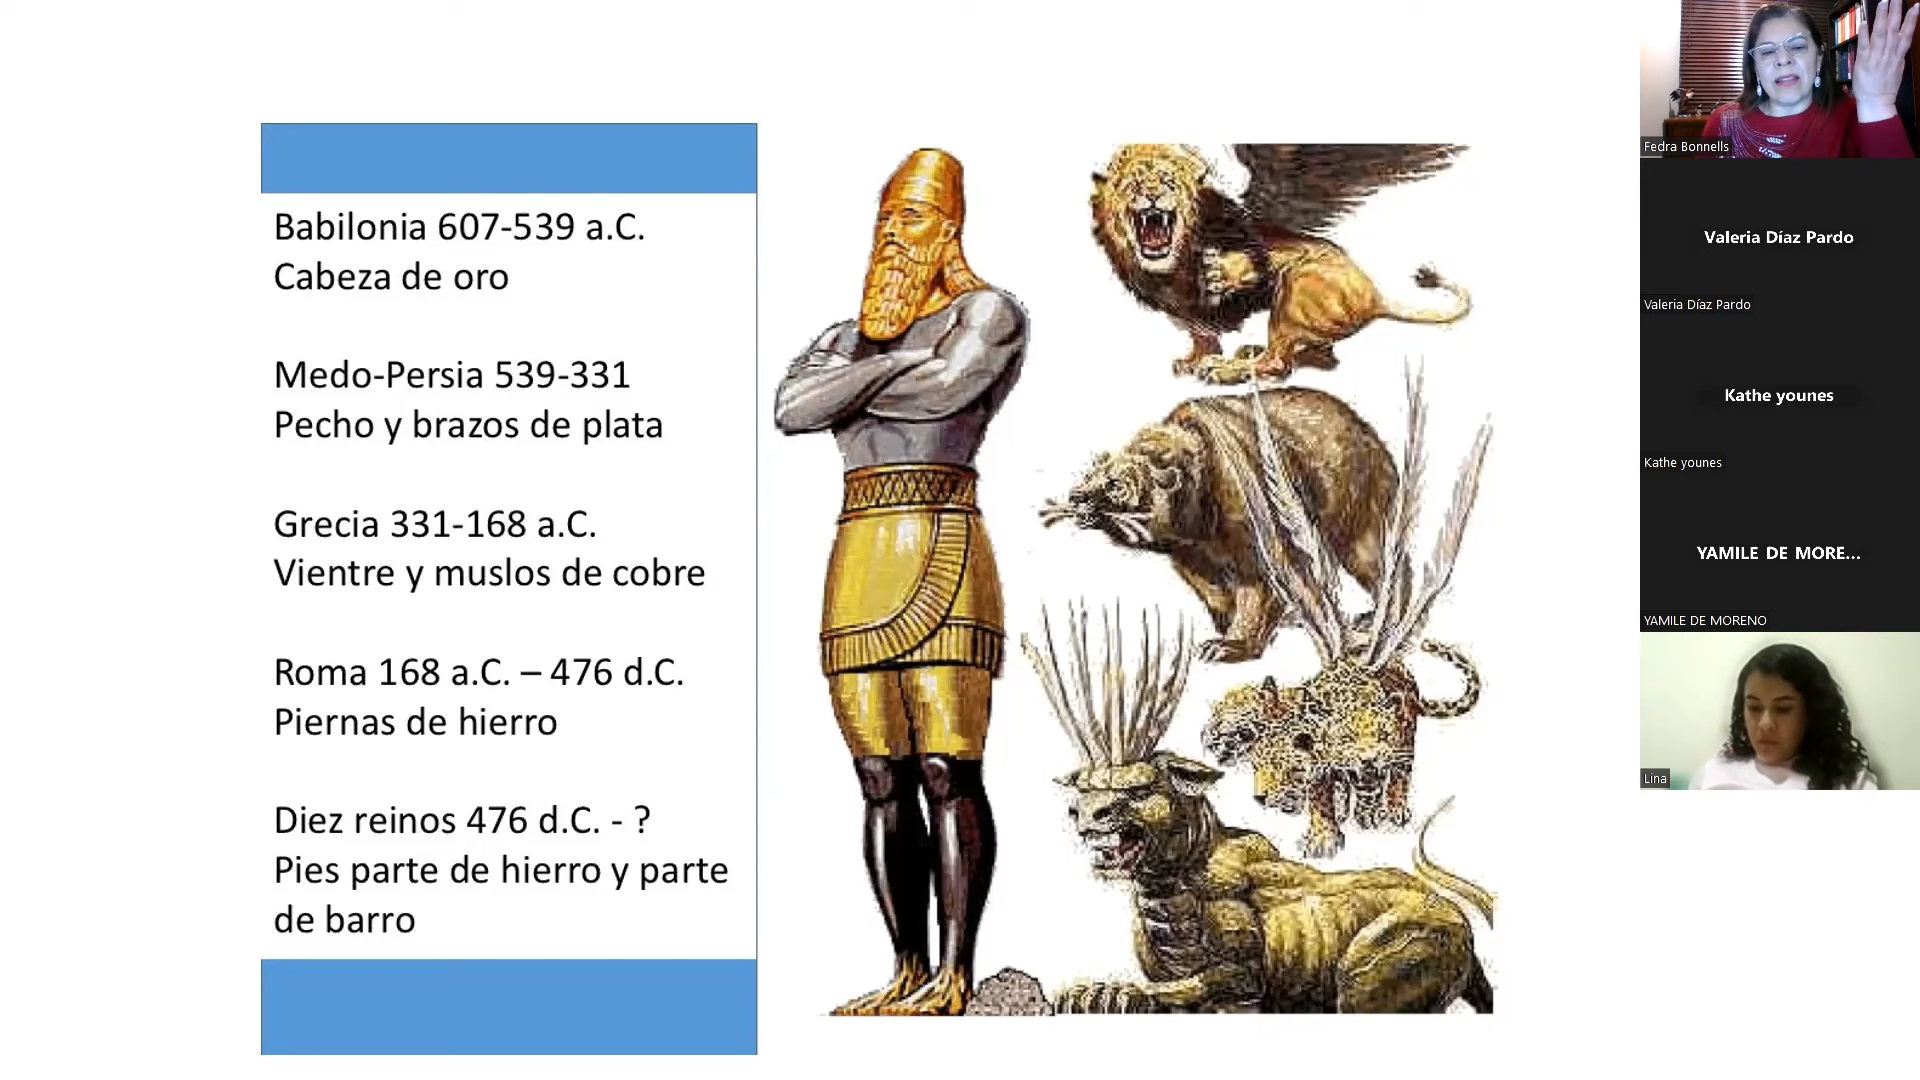 Babilonia 607-539 a.C.
Cabeza de oro
Medo-Persia 539-331
Pecho y brazos de plata
Grecia 331-168 a.C.
Vientre y muslos de cobre
Roma 168 a.C. – 476 d.C.
Piernas de hierro
Diez reinos 476 d.C. - ?
Pies parte de hierro y parte
de barro
Fedra Bonnells
Valeria Díaz Pardo
Valeria Díaz Pardo
Kathe younes
Kathe younes
YAMILE DE MORE...
YAMILE DE MORENO
Lina